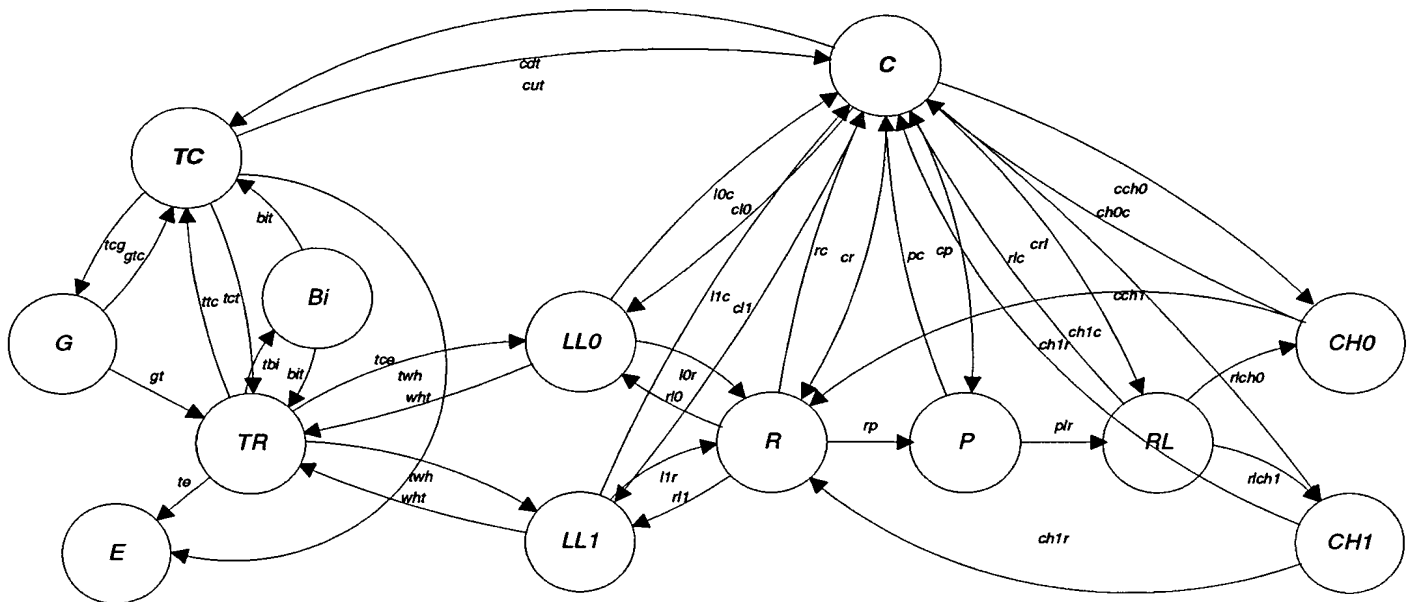 C
cdt
cut
TC
l0c
cl0
cch0
ch0c
bit
tcg
gtc
rc
cr
pc
cp
rlc
crl
Bi
ttc
tct
l1c
cl1
cch1
G
LL0
CH0
tbi
bit
tce
twh
wht
ch1r
ch1c
gt
l0r
rl0
rlch0
TR
R
rp
P
plr
RL
te
twh
wht
l1r
rl1
rlch1
E
LL1
ch1r
CH1